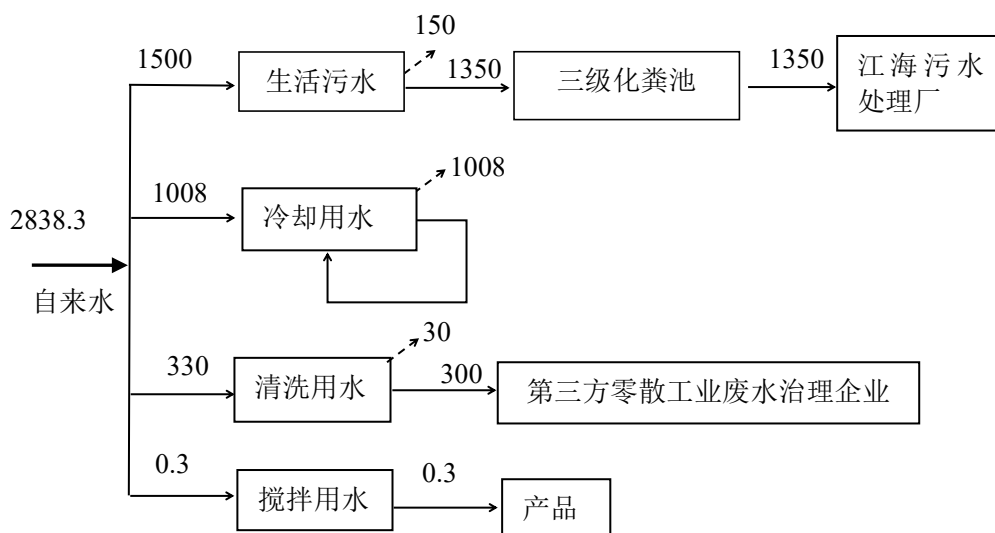 150
1500
生活污水
1350
三级化粪池
1350
江海污水
处理厂
1008
1008
冷却用水
2838.3
自来水
30
330
清洗用水
300
第三方零散工业废水治理企业
0.3
搅拌用水
0.3
产品